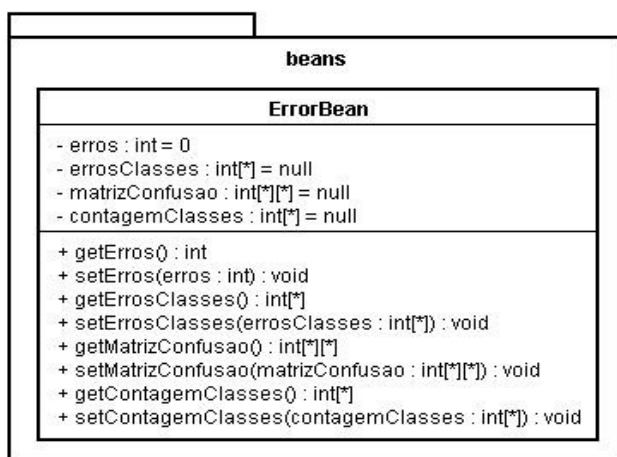 beans
ErrorBean
- erros : int = 0
- errosClasses : int[*] = null
- matrizConfusao : int[*][*] = null
- contagemClasses : int[*] = null
+ getErros() : int
+ setErros(erros : int) : void
+ getErrosClasses() : int[*]
+ setErrosClasses(errosClasses : int[*]) : void
+ getMatrizConfusao() : int[*][*]
+ setMatrizConfusao(matrizConfusao : int[*][*]) : void
+ getContagemClasses() : int[*]
+ setContagemClasses(contagemClasses : int[*]) : void